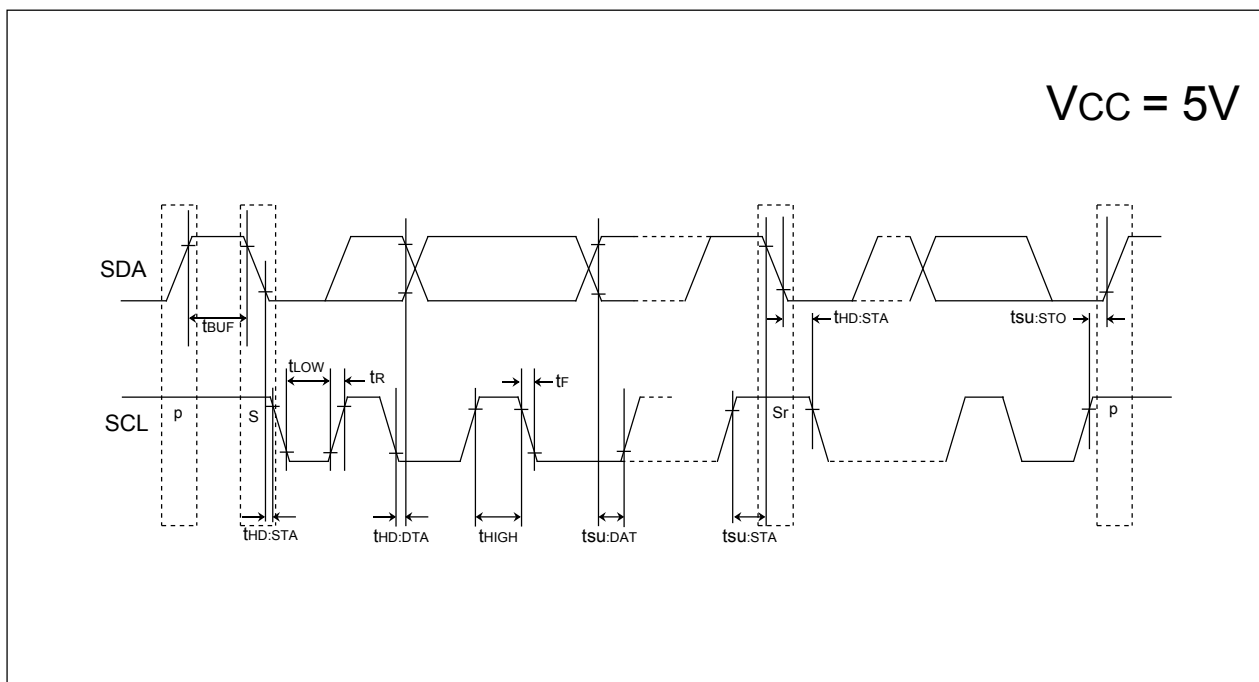 VCC = 5V
SDA
tBUF
tHD:STA
tsu:STO
tLOW
tR
tF
SCL
p
S
Sr
p
tHD:STA
tHD:DTA
tHIGH
tsu:DAT
tsu:STA